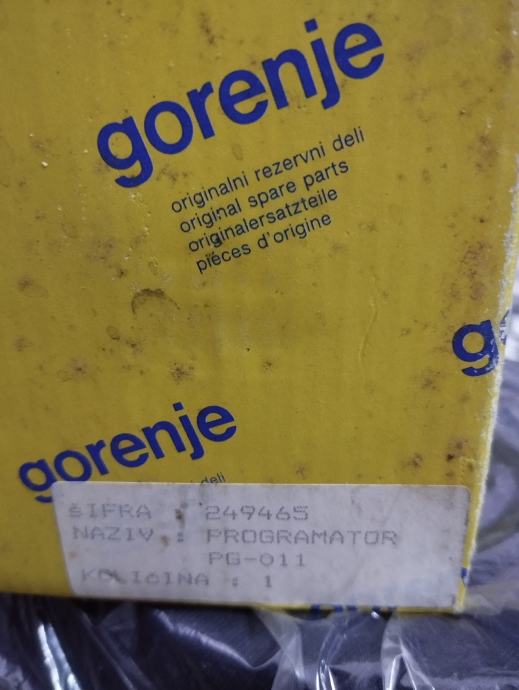 gorenje
originalni rezervni deli
original spare parts
originalersatzteile
pièces d'origine
g
gorenje
deli
ŠIFRA : 249465
NAZIV : PROGRAMATOR
PG-011
KOLIČINA : 1